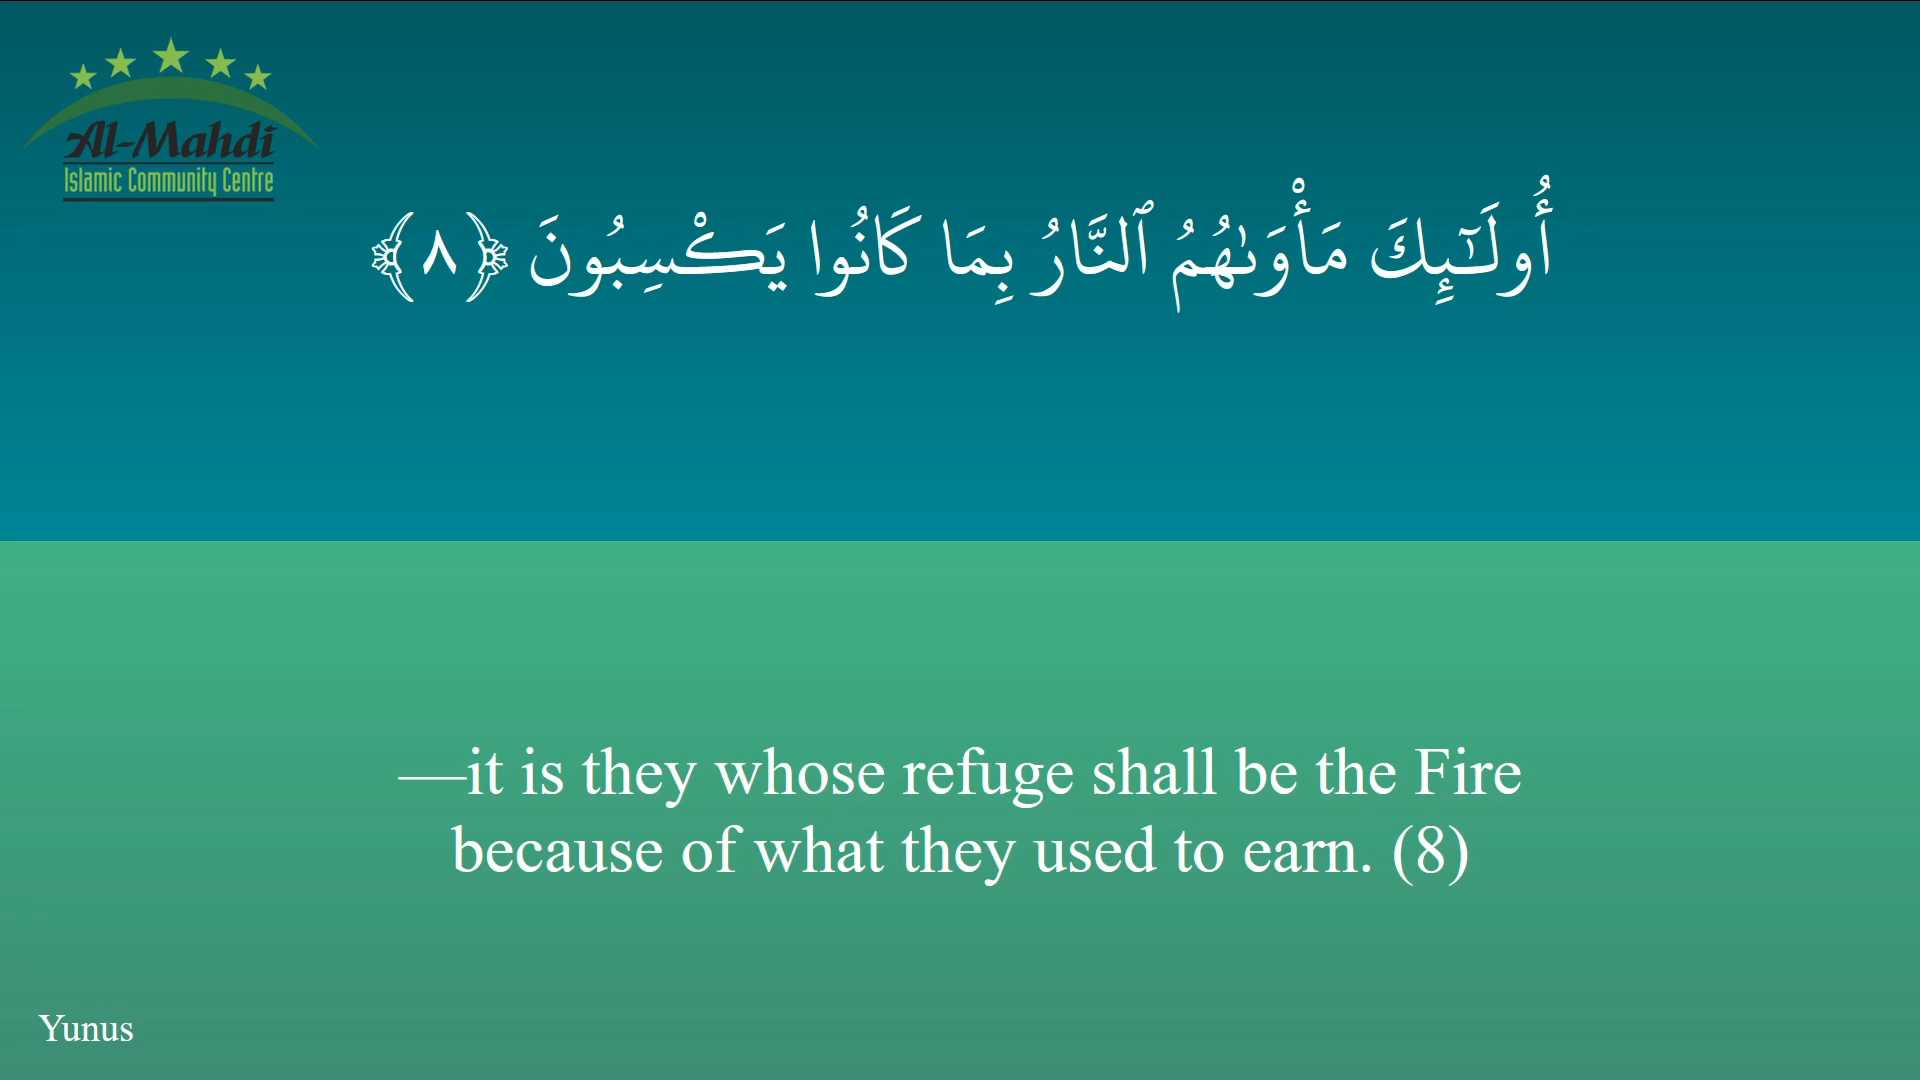 Al-Mahdi
Islamic Community Centre
أُولَـٰٓئِكَ مَأْوَىٰهُمُ ٱلنَّارُ بِمَا كَانُوا يَكْسِبُونَ ﴿٨﴾
—it is they whose refuge shall be the Fire
because of what they used to earn. (8)
Yunus